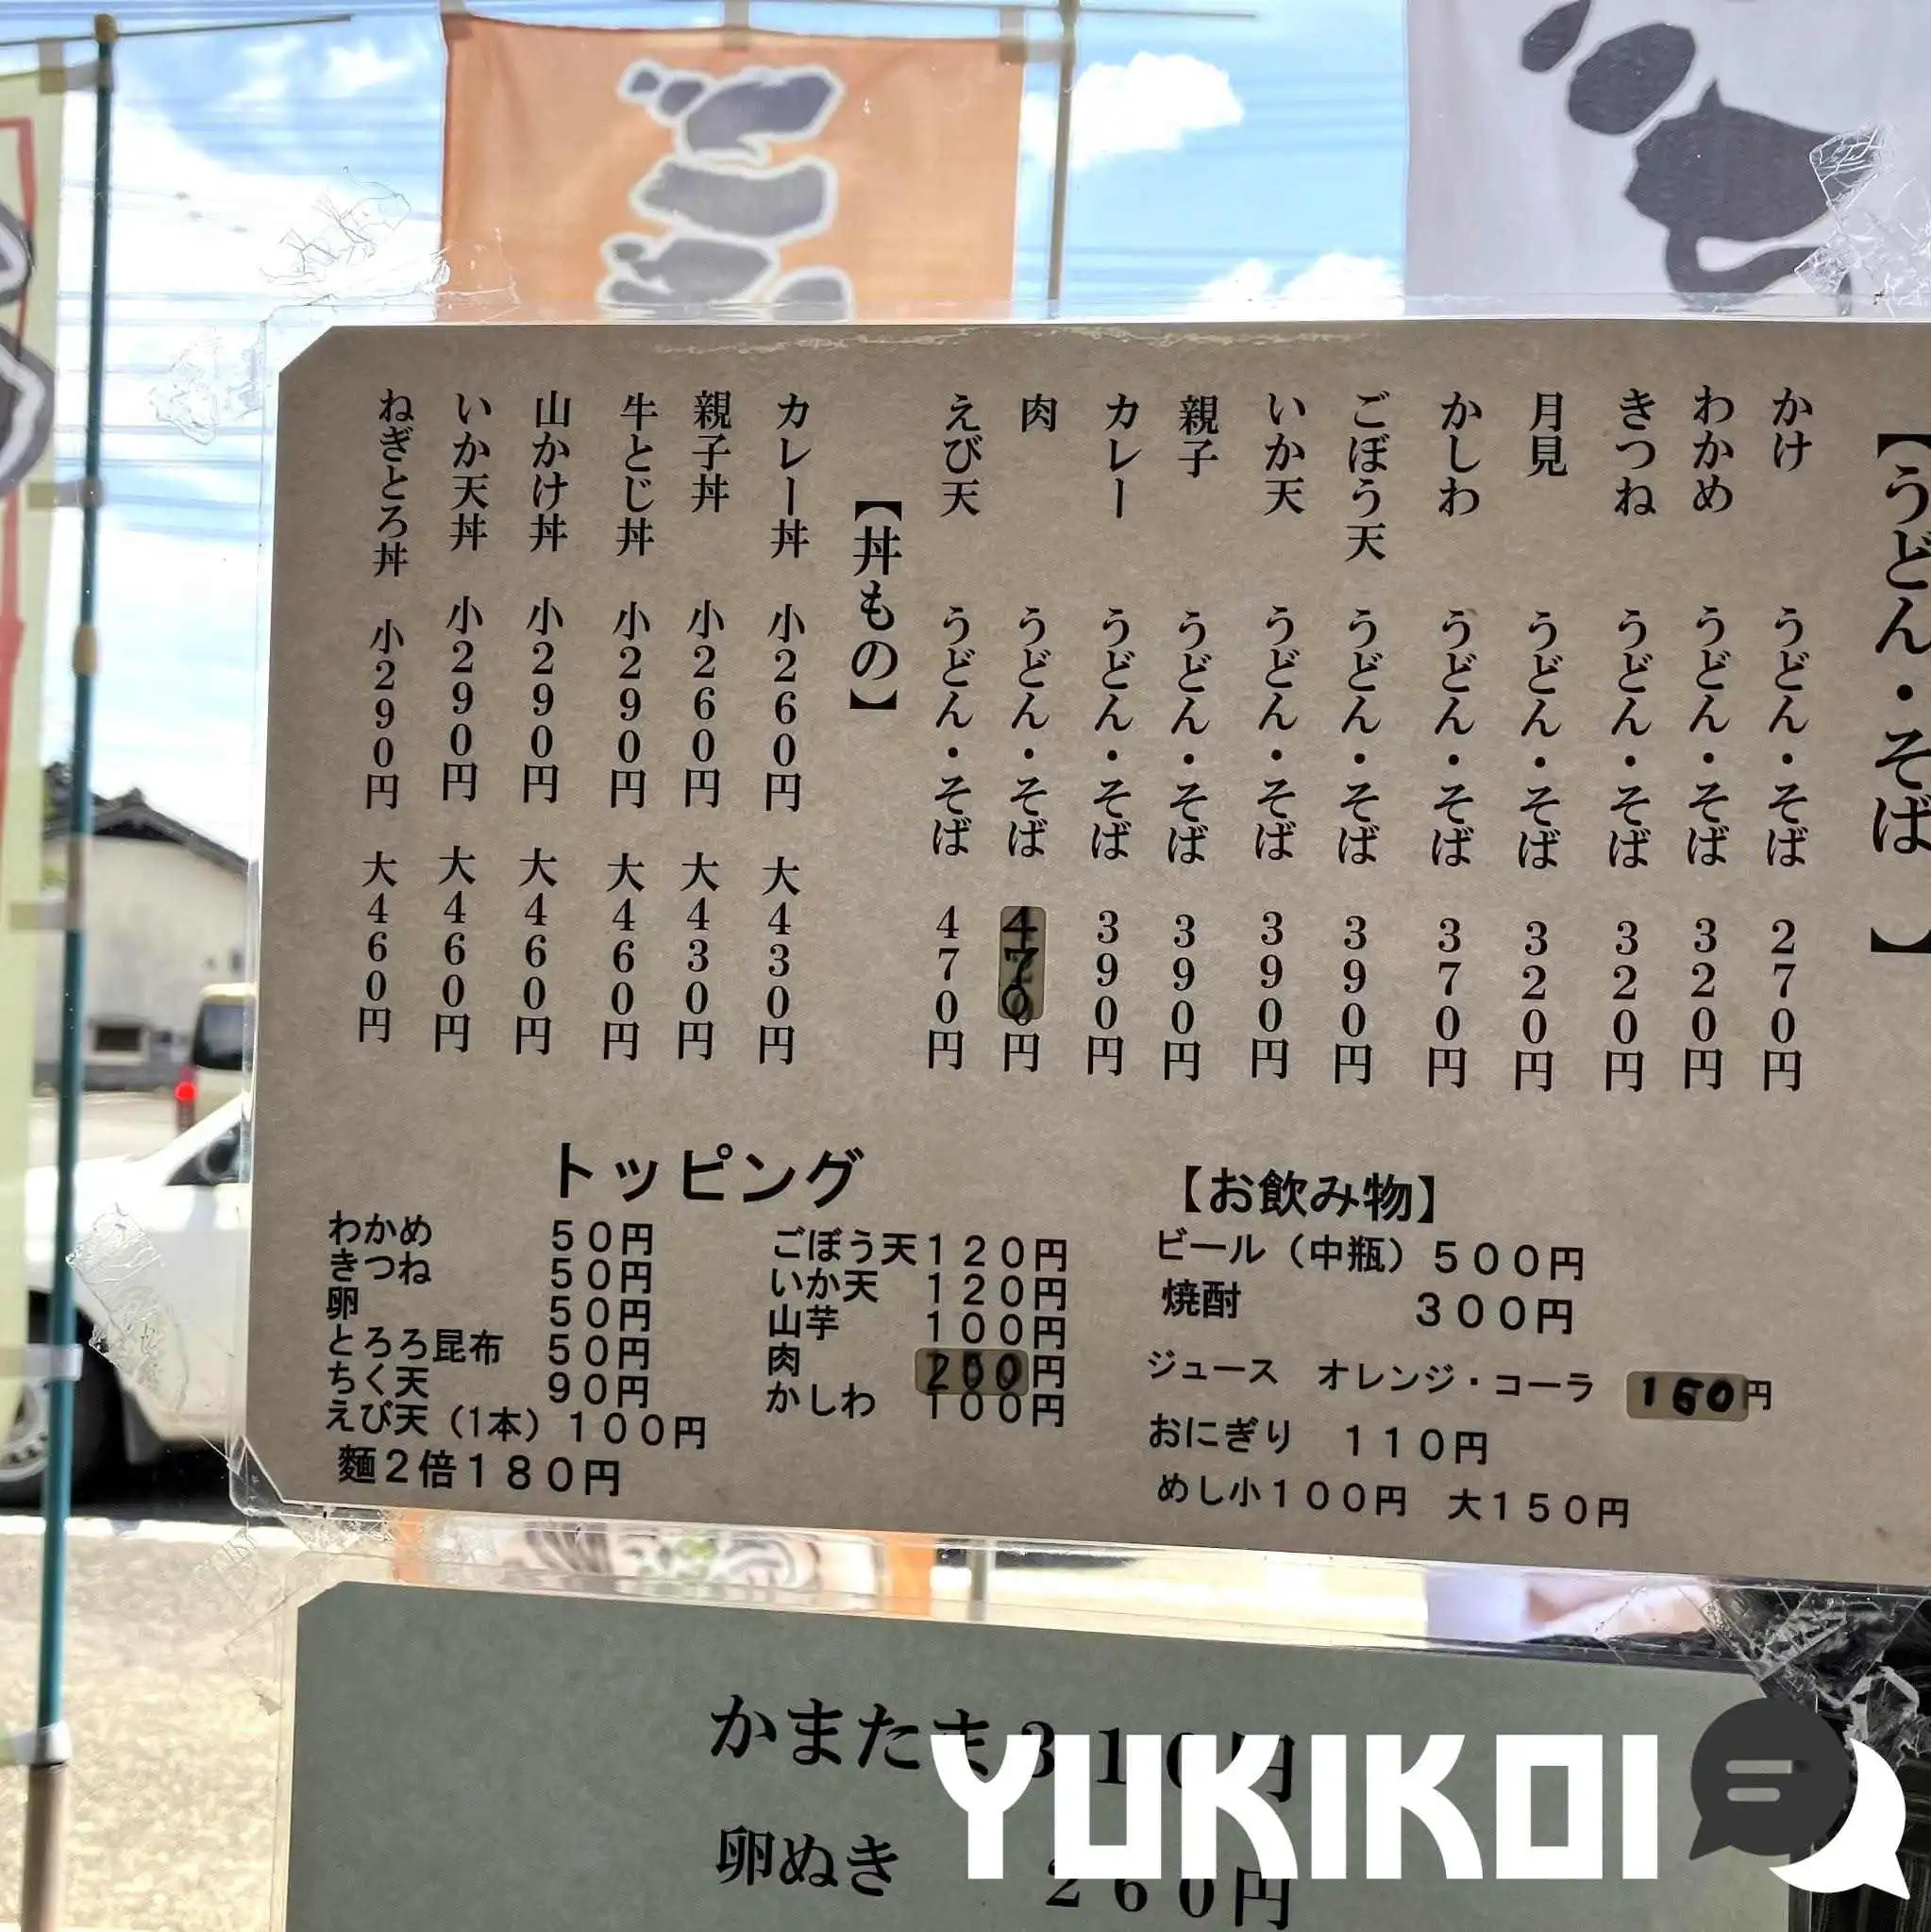 【うどん・そば】
かけ うどん・そば 270円
わかめ うどん・そば 320円
きつね うどん・そば 320円
月見 うどん・そば 320円
かしわ うどん・そば 370円
ごぼう天 うどん・そば 390円
いか天 うどん・そば 390円
親子 うどん・そば 390円
カレー うどん・そば 390円
肉 うどん・そば 470円
えび天 うどん・そば 470円
【丼もの】
カレー丼 小260円 大430円
親子丼 小260円 大430円
牛とじ丼 小290円 大460円
山かけ丼 小290円 大460円
いか天丼 小290円 大460円
ねぎとろ丼 小290円 大460円
トッピング
わかめ 50円
きつね 50円
卵 50円
とろろ昆布 50円
ちく天 90円
えび天（1本）100円
麺2倍180円
ごぼう天120円
いか天 120円
山芋 100円
肉 200円
かしわ 100円
【お飲み物】
ビール（中瓶）500円
焼酎 300円
ジュース オレンジ・コーラ 160円
おにぎり 110円
めし小100円 大150円
かまたま310円
卵ぬき 260円
YUKIKOI